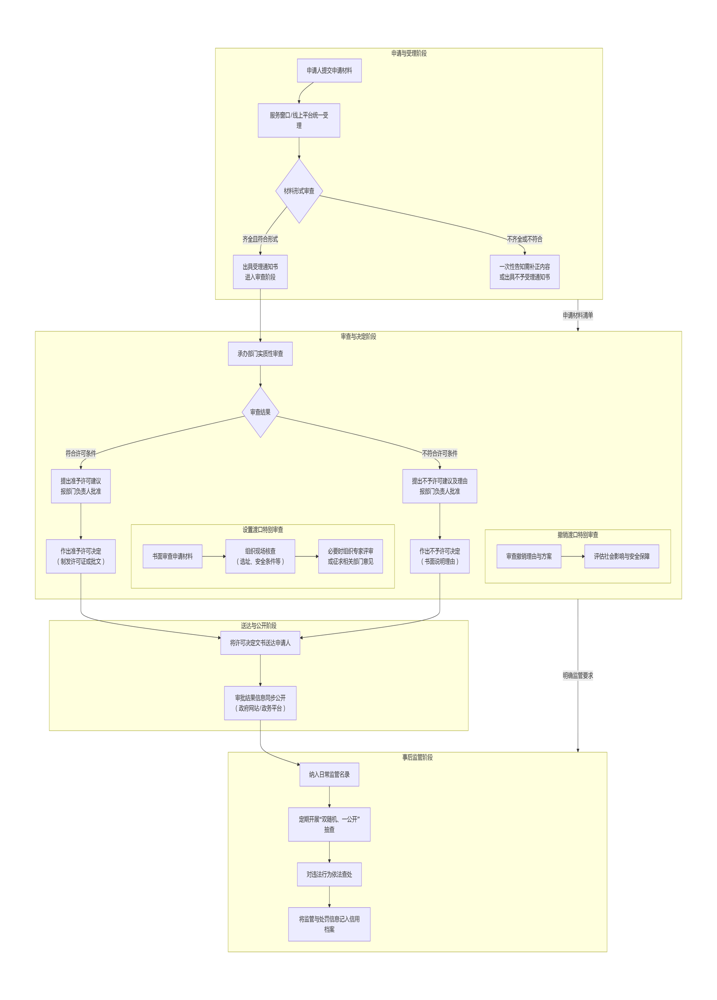 申请与受理阶段
申请人提交申请材料
服务窗口/线上平台统一受
理
材料形式审查
齐全且符合形式
不齐全或不符合
出具受理通知书
进入审查阶段
一次性告知需补正内容
或出具不予受理通知书
申请材料清单
审查与决定阶段
承办部门实质性审查
审查结果
符合许可条件
不符合许可条件
提出准予许可建议
报部门负责人批准
提出不予许可建议及理由
报部门负责人批准
作出准予许可决定
（制发许可证或批文）
设置渡口特别审查
书面审查申请材料
组织现场核查
（选址、安全条件等）
必要时组织专家评审
或征求相关部门意见
作出不予许可决定
（书面说明理由）
撤销渡口特别审查
审查撤销理由与方案
评估社会影响与安全保障
送达与公开阶段
将许可决定文书送达申请人
审批结果信息同步公开
（政府网站/政务平台）
明确监管要求
事后监管阶段
纳入日常监管名录
定期开展“双随机、一公开”
抽查
对违法行为依法查处
将监管与处罚信息记入信用
档案